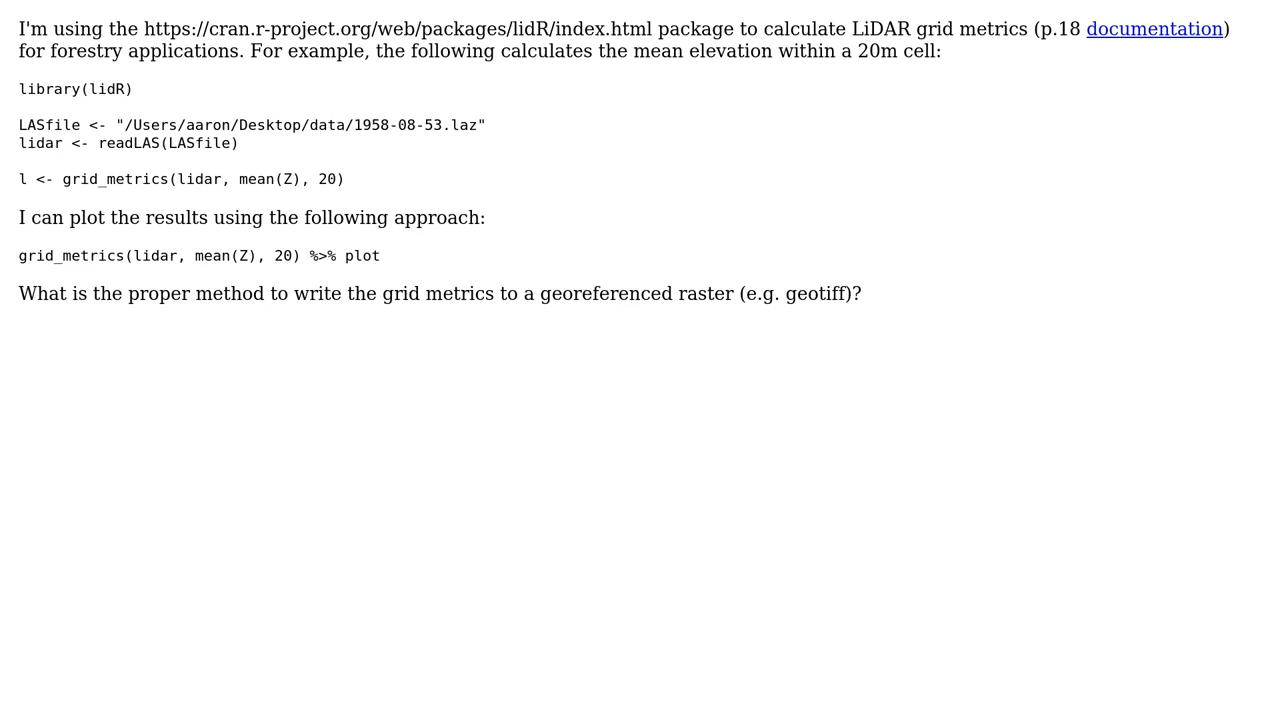 I'm using the https://cran.r-project.org/web/packages/lidR/index.html package to calculate LiDAR grid metrics (p.18 documentation)
for forestry applications. For example, the following calculates the mean elevation within a 20m cell:
library(lidR)
LASfile <- "/Users/aaron/Desktop/data/1958-08-53.laz"
lidar <- readLAS(LASfile)
l <- grid_metrics(lidar, mean(Z), 20)
I can plot the results using the following approach:
grid_metrics(lidar, mean(Z), 20) %>% plot
What is the proper method to write the grid metrics to a georeferenced raster (e.g. geotiff)?